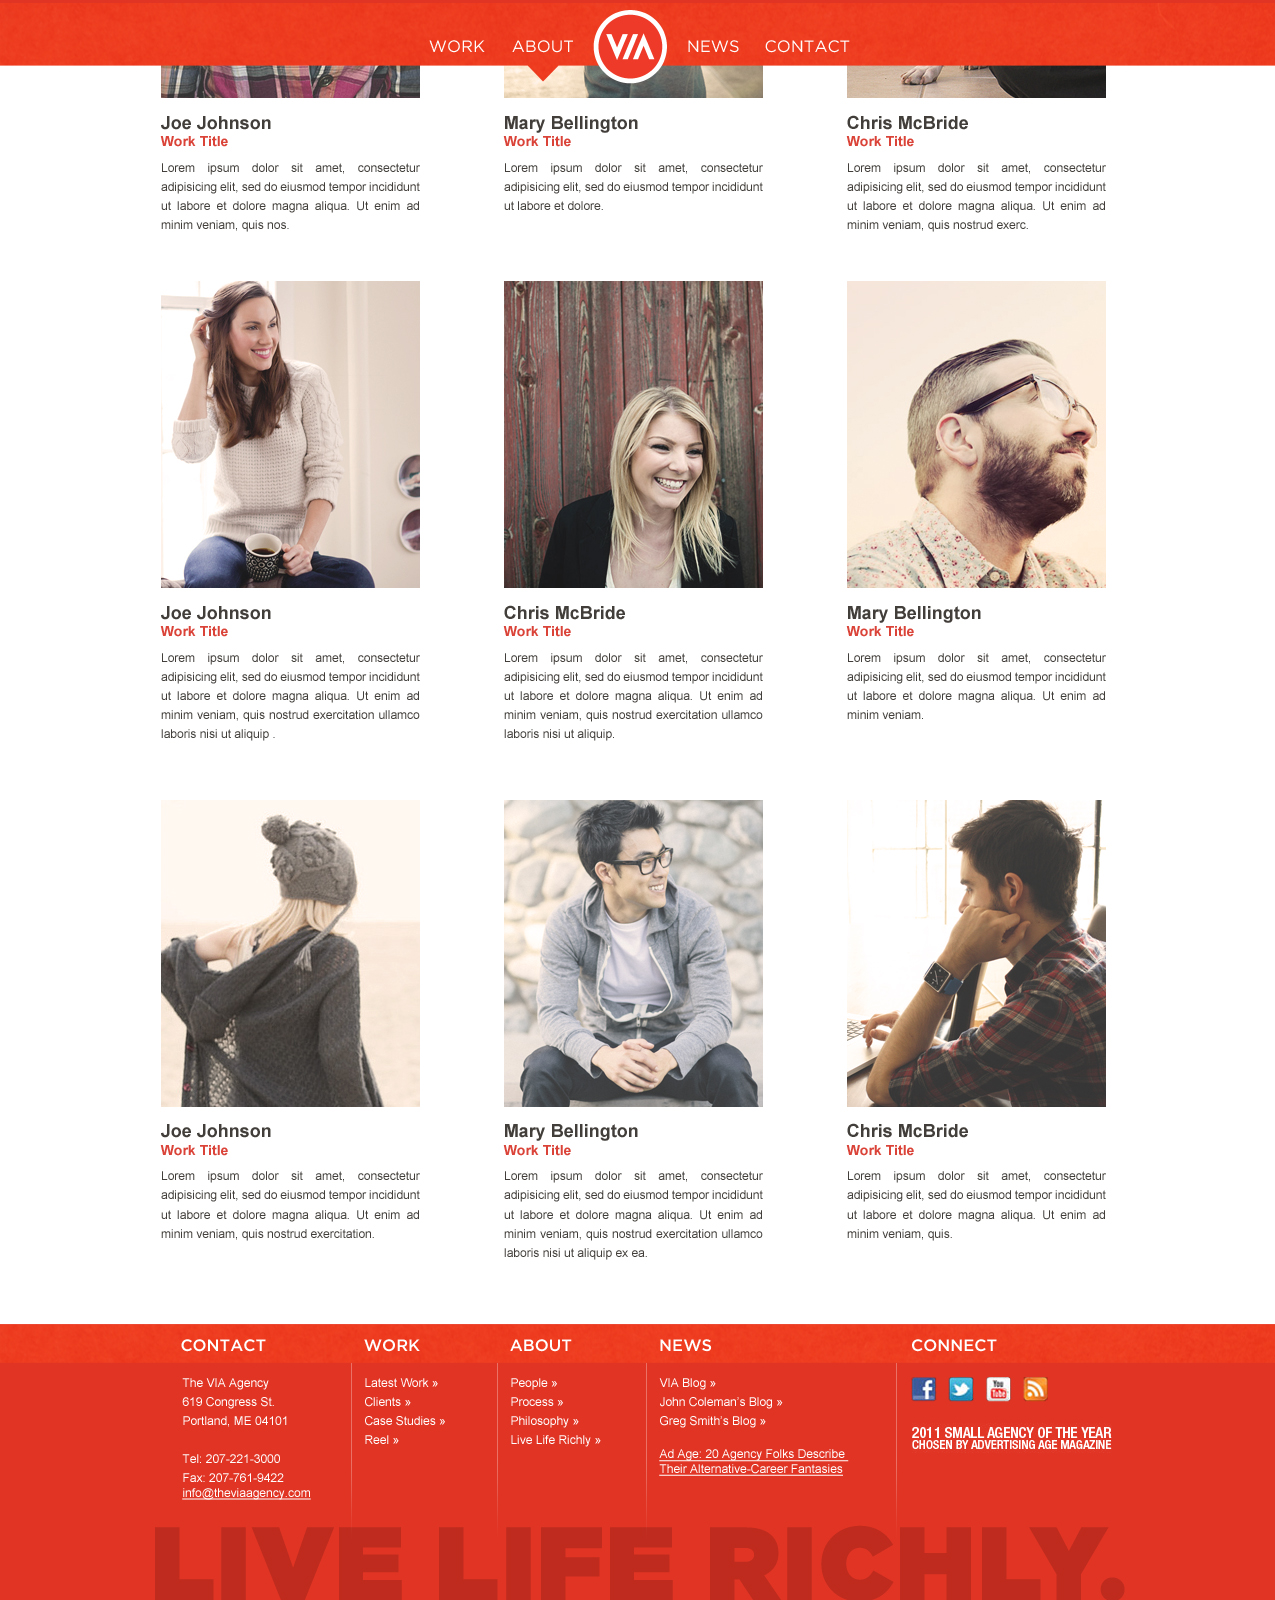 WORK ABOUT VIA NEWS CONTACT
Joe Johnson
Work Title
Lorem ipsum dolor sit amet, consectetur
adipisicing elit, sed do eiusmod tempor incididunt
ut labore et dolore magna aliqua. Ut enim ad
minim veniam, quis nos.
Mary Bellington
Work Title
Lorem ipsum dolor sit amet, consectetur
adipisicing elit, sed do eiusmod tempor incididunt
ut labore et dolore.
Chris McBride
Work Title
Lorem ipsum dolor sit amet, consectetur
adipisicing elit, sed do eiusmod tempor incididunt
ut labore et dolore magna aliqua. Ut enim ad
minim veniam, quis nostrud exerc.
Joe Johnson
Work Title
Lorem ipsum dolor sit amet, consectetur
adipisicing elit, sed do eiusmod tempor incididunt
ut labore et dolore magna aliqua. Ut enim ad
minim veniam, quis nostrud exercitation ullamco
laboris nisi ut aliquip .
Chris McBride
Work Title
Lorem ipsum dolor sit amet, consectetur
adipisicing elit, sed do eiusmod tempor incididunt
ut labore et dolore magna aliqua. Ut enim ad
minim veniam, quis nostrud exercitation ullamco
laboris nisi ut aliquip.
Mary Bellington
Work Title
Lorem ipsum dolor sit amet, consectetur
adipisicing elit, sed do eiusmod tempor incididunt
ut labore et dolore magna aliqua. Ut enim ad
minim veniam.
Joe Johnson
Work Title
Lorem ipsum dolor sit amet, consectetur
adipisicing elit, sed do eiusmod tempor incididunt
ut labore et dolore magna aliqua. Ut enim ad
minim veniam, quis nostrud exercitation.
Mary Bellington
Work Title
Lorem ipsum dolor sit amet, consectetur
adipisicing elit, sed do eiusmod tempor incididunt
ut labore et dolore magna aliqua. Ut enim ad
minim veniam, quis nostrud exercitation ullamco
laboris nisi ut aliquip ex ea.
Chris McBride
Work Title
Lorem ipsum dolor sit amet, consectetur
adipisicing elit, sed do eiusmod tempor incididunt
ut labore et dolore magna aliqua. Ut enim ad
minim veniam, quis.
CONTACT
The VIA Agency
619 Congress St.
Portland, ME 04101
Tel: 207-221-3000
Fax: 207-761-9422
info@theviaagency.com
WORK
Latest Work »
Clients »
Case Studies »
Reel »
ABOUT
People »
Process »
Philosophy »
Live Life Richly »
NEWS
VIA Blog »
John Coleman's Blog »
Greg Smith's Blog »
Ad Age: 20 Agency Folks Describe
Their Alternative-Career Fantasies
CONNECT
f
You
Tube
2011 SMALL AGENCY OF THE YEAR
CHOSEN BY ADVERTISING AGE MAGAZINE
LIVE LIFE RICHLY.